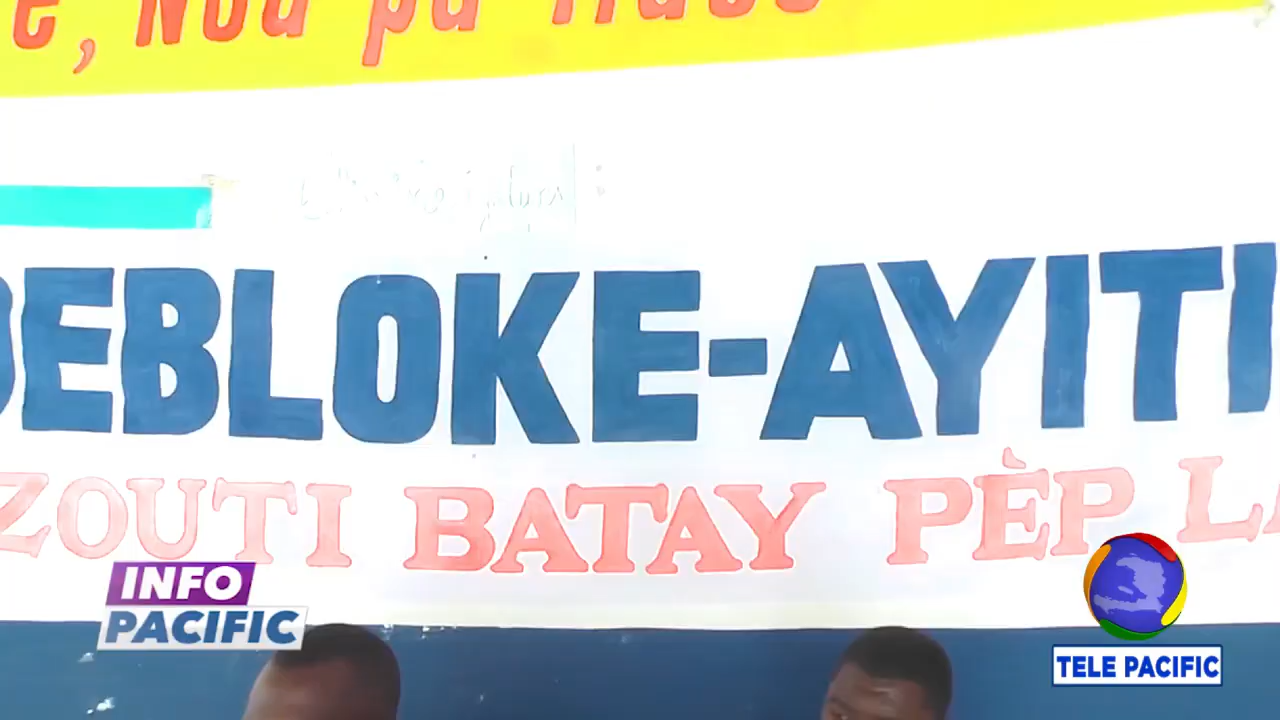 e, Nou pa
DEBLOKE-AYITI
ZOUTI BATAY PÈP LA
INFO
PACIFIC
TELE PACIFIC